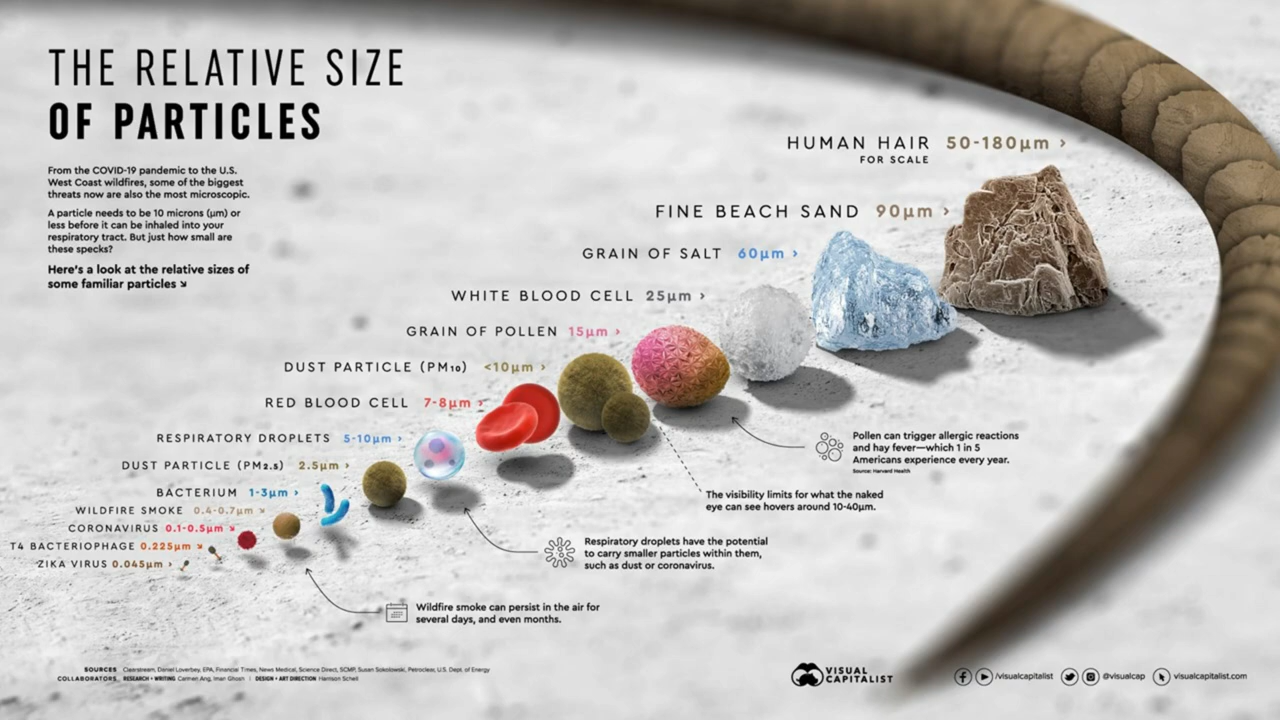 THE RELATIVE SIZE
OF PARTICLES
From the COVID-19 pandemic to the U.S.
West Coast wildfires, some of the biggest
threats now are also the most microscopic.
A particle needs to be 10 microns (µm) or
less before it can be inhaled into your
respiratory tract. But just how small are
these specks?
Here's a look at the relative sizes of
some familiar particles ↘
HUMAN HAIR 50-180µm ›
FOR SCALE
FINE BEACH SAND 90µm ›
GRAIN OF SALT 60µm ›
WHITE BLOOD CELL 25µm ›
GRAIN OF POLLEN 15µm ›
DUST PARTICLE (PM₁₀) <10µm ›
RED BLOOD CELL 7-8µm ›
RESPIRATORY DROPLETS 5-10µm ›
DUST PARTICLE (PM₂.₅) 2.5µm ›
BACTERIUM 1-3µm ›
WILDFIRE SMOKE 0.4-0.7µm ↘
CORONAVIRUS 0.1-0.5µm ↘
T4 BACTERIOPHAGE 0.225µm ↘
ZIKA VIRUS 0.045µm ›
Pollen can trigger allergic reactions
and hay fever—which 1 in 5
Americans experience every year.
Source: Harvard Health
The visibility limits for what the naked
eye can see hovers around 10-40µm.
Respiratory droplets have the potential
to carry smaller particles within them,
such as dust or coronavirus.
Wildfire smoke can persist in the air for
several days, and even months.
SOURCES Clearstream, Daniel Loverbey, EPA, Financial Times, News Medical, Science Direct, SCMP, Susan Sokolowski, Petroclear, U.S. Dept. of Energy
COLLABORATORS RESEARCH + WRITING Carmen Ang, Iman Ghosh | DESIGN + ART DIRECTION Harrison Schell
VISUAL
CAPITALIST
/visualcapitalist
@visualcap
visualcapitalist.com